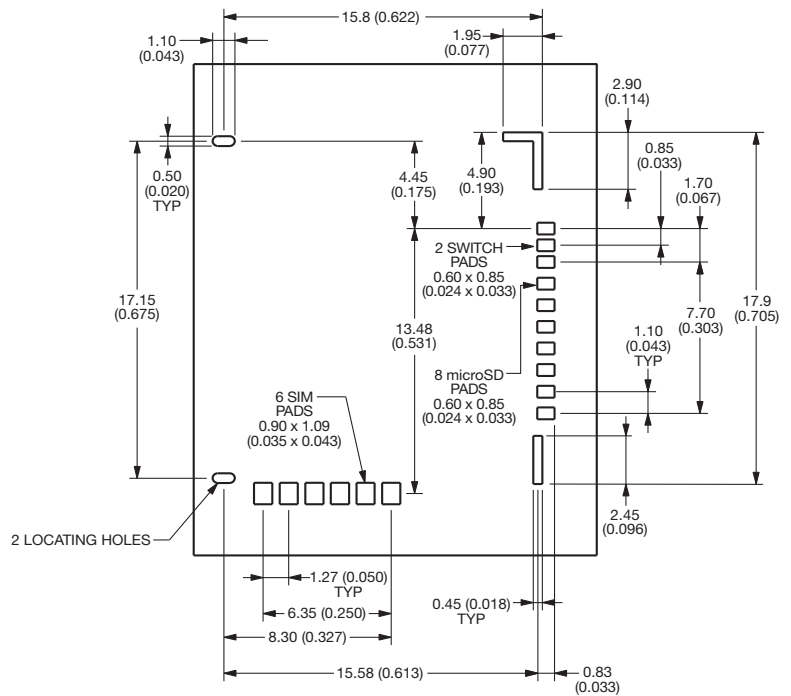 15.8 (0.622)
1.10
(0.043)
1.95
(0.077)
2.90
(0.114)
0.50
(0.020)
TYP
4.45
(0.175)
4.90
(0.193)
0.85
(0.033)
1.70
(0.067)
2 SWITCH
PADS
0.60 x 0.85
(0.024 x 0.033)
17.15
(0.675)
13.48
(0.531)
7.70
(0.303)
17.9
(0.705)
1.10
(0.043)
TYP
8 microSD
PADS
0.60 x 0.85
(0.024 x 0.033)
6 SIM
PADS
0.90 x 1.09
(0.035 x 0.043)
2.45
(0.096)
2 LOCATING HOLES
1.27 (0.050)
TYP
0.45 (0.018)
TYP
6.35 (0.250)
8.30 (0.327)
15.58 (0.613)
0.83
(0.033)